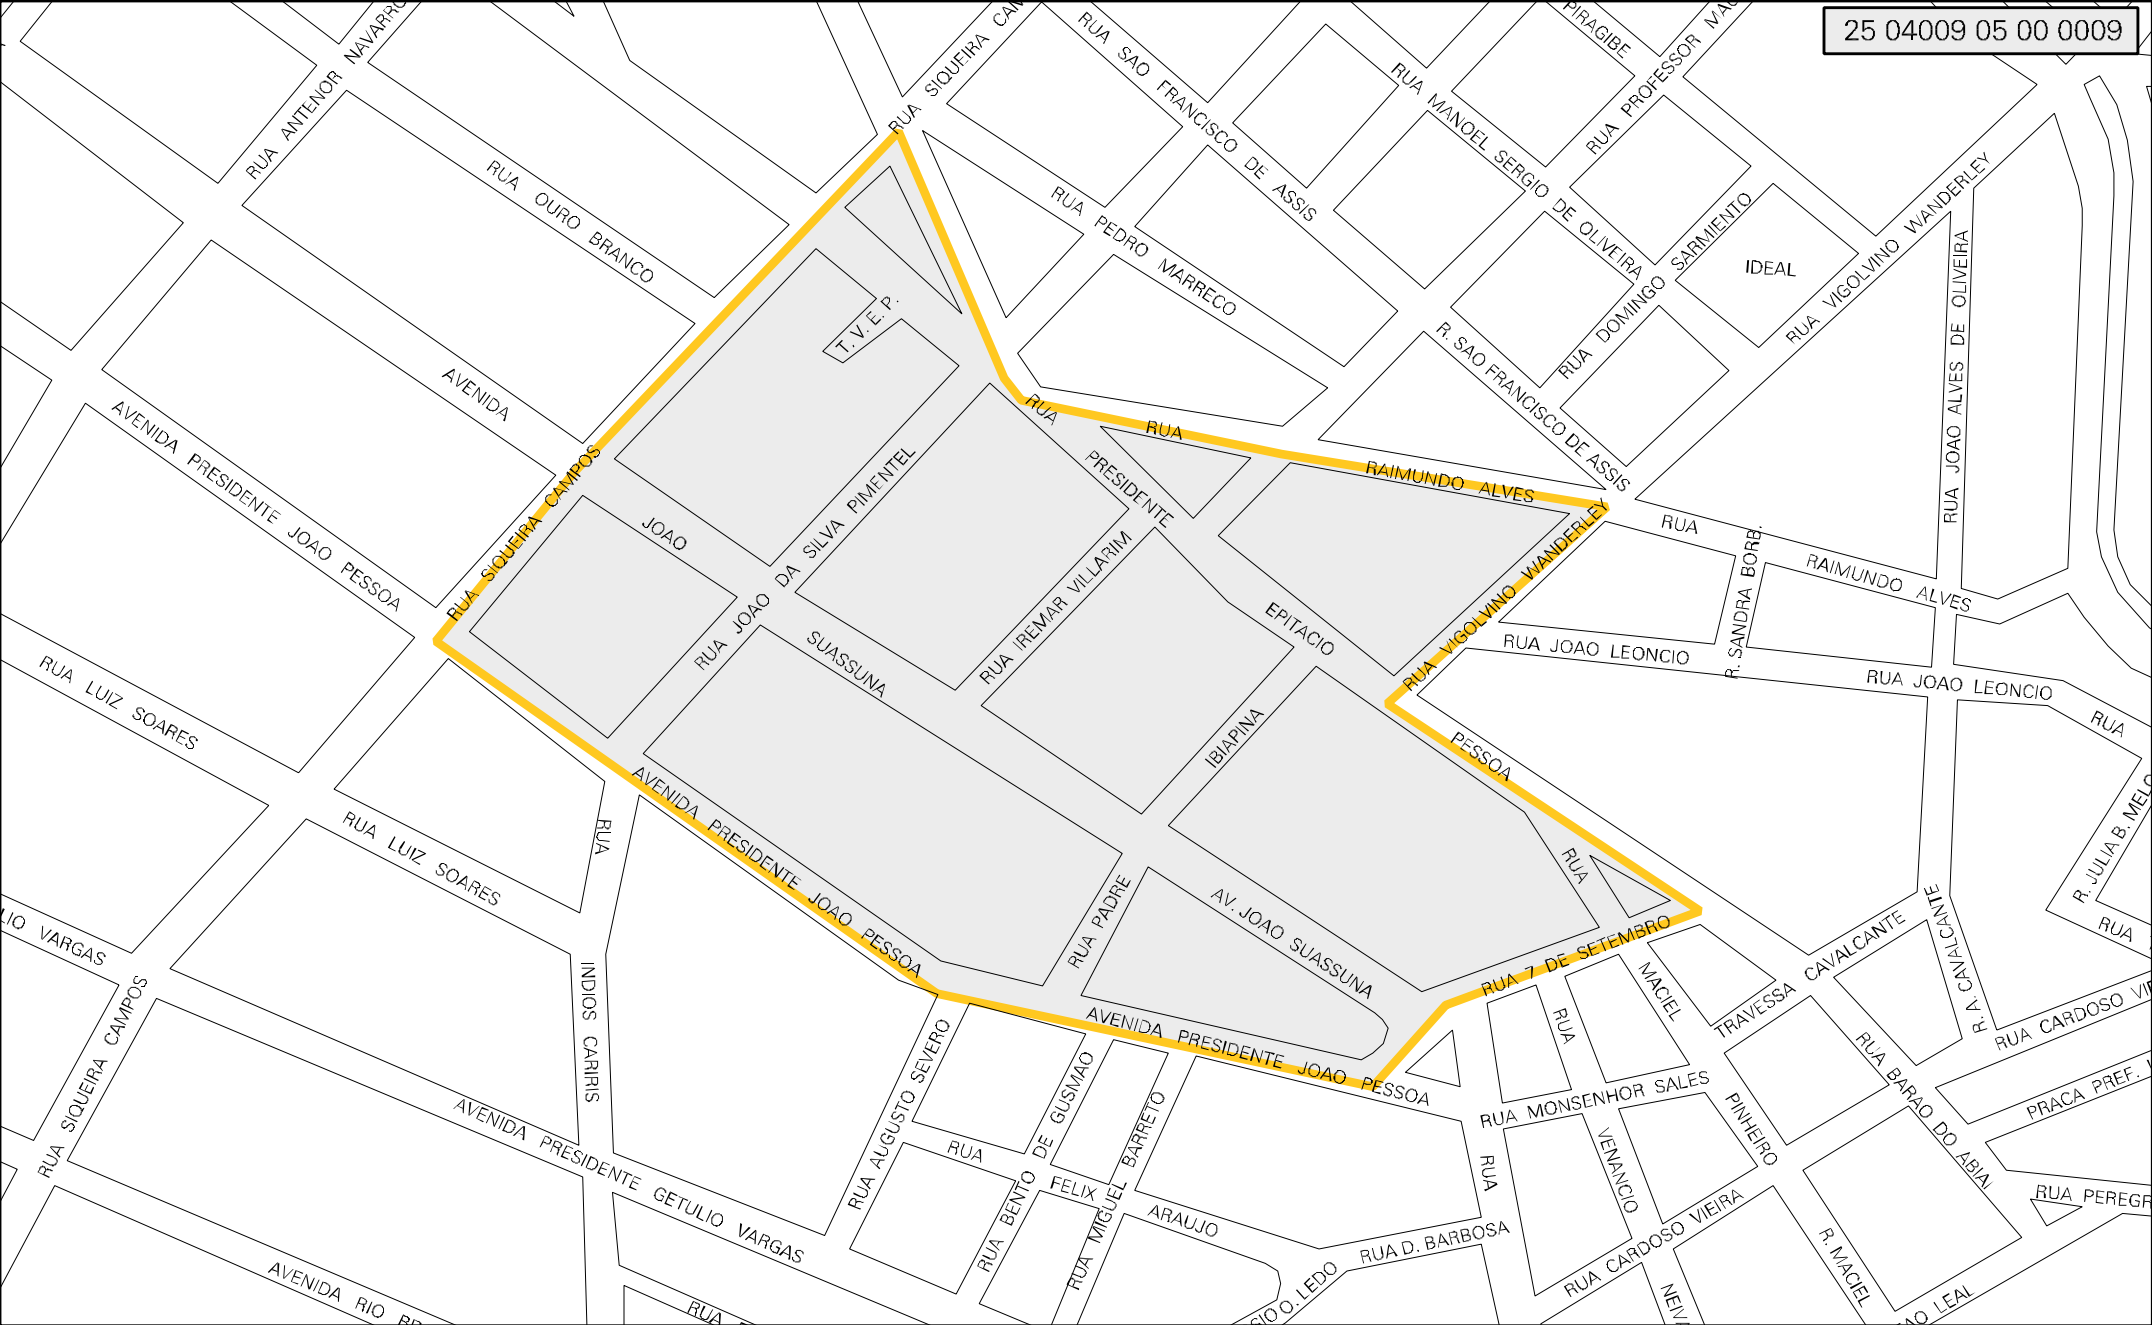 25 04009 05 00 0009
RUA ANTENOR NAVARRO
RUA SIQUEIRA
RUA SAO FRANCISCO DE ASSIS
PIRAGIBE
RUA PROFESSOR
RUA MANOEL SERGIO DE OLIVEIRA
RUA OURO BRANCO
RUA PEDRO MARRECO
RUA DOMINGO SARMIENTO
IDEAL
RUA VIGOLVINO WANDERLEY
RUA JOAO ALVES DE OLIVEIRA
T. V. E. P.
R. SAO FRANCISCO DE ASSIS
AVENIDA
JOAO
SUASSUNA
AVENIDA PRESIDENTE JOAO PESSOA
RUA SIQUEIRA CAMPOS
RUA
PRESIDENTE
EPITACIO
PESSOA
RUA
RAIMUNDO ALVES
RUA JOAO DA SILVA PIMENTEL
RUA IREMAR VILLARIM
RUA VIGOLVINO WANDERLEY
RUA
RAIMUNDO ALVES
R. SANDRA BORB.
RUA JOAO LEONCIO
RUA JOAO LEONCIO
RUA
RUA LUIZ SOARES
IBIAPINA
RUA PADRE
AVENIDA PRESIDENTE JOAO PESSOA
RUA LUIZ SOARES
RUA
INDIOS CARIRIS
AV. JOAO SUASSUNA
RUA
MACIEL
PINHEIRO
RUA 7 DE SETEMBRO
TRAVESSA CAVALCANTE
R. A. CAVALCANTE
R. JULIA B. MELO
RUA
RUA CARDOSO
VARGAS
RUA SIQUEIRA CAMPOS
AVENIDA PRESIDENTE JOAO PESSOA
RUA
VENANCIO
RUA MONSENHOR SALES
RUA BARAO DO ABIAI
PRACA PREF.
RUA AUGUSTO SEVERO
RUA BENTO DE GUSMAO
RUA MIGUEL BARRETO
RUA
FELIX
ARAUJO
AVENIDA PRESIDENTE GETULIO VARGAS
RUA
RUA D. BARBOSA
RUA CARDOSO VIEIRA
R. MACIEL
RUA
AVENIDA RIO
RUA
O. LEDO
LEAL